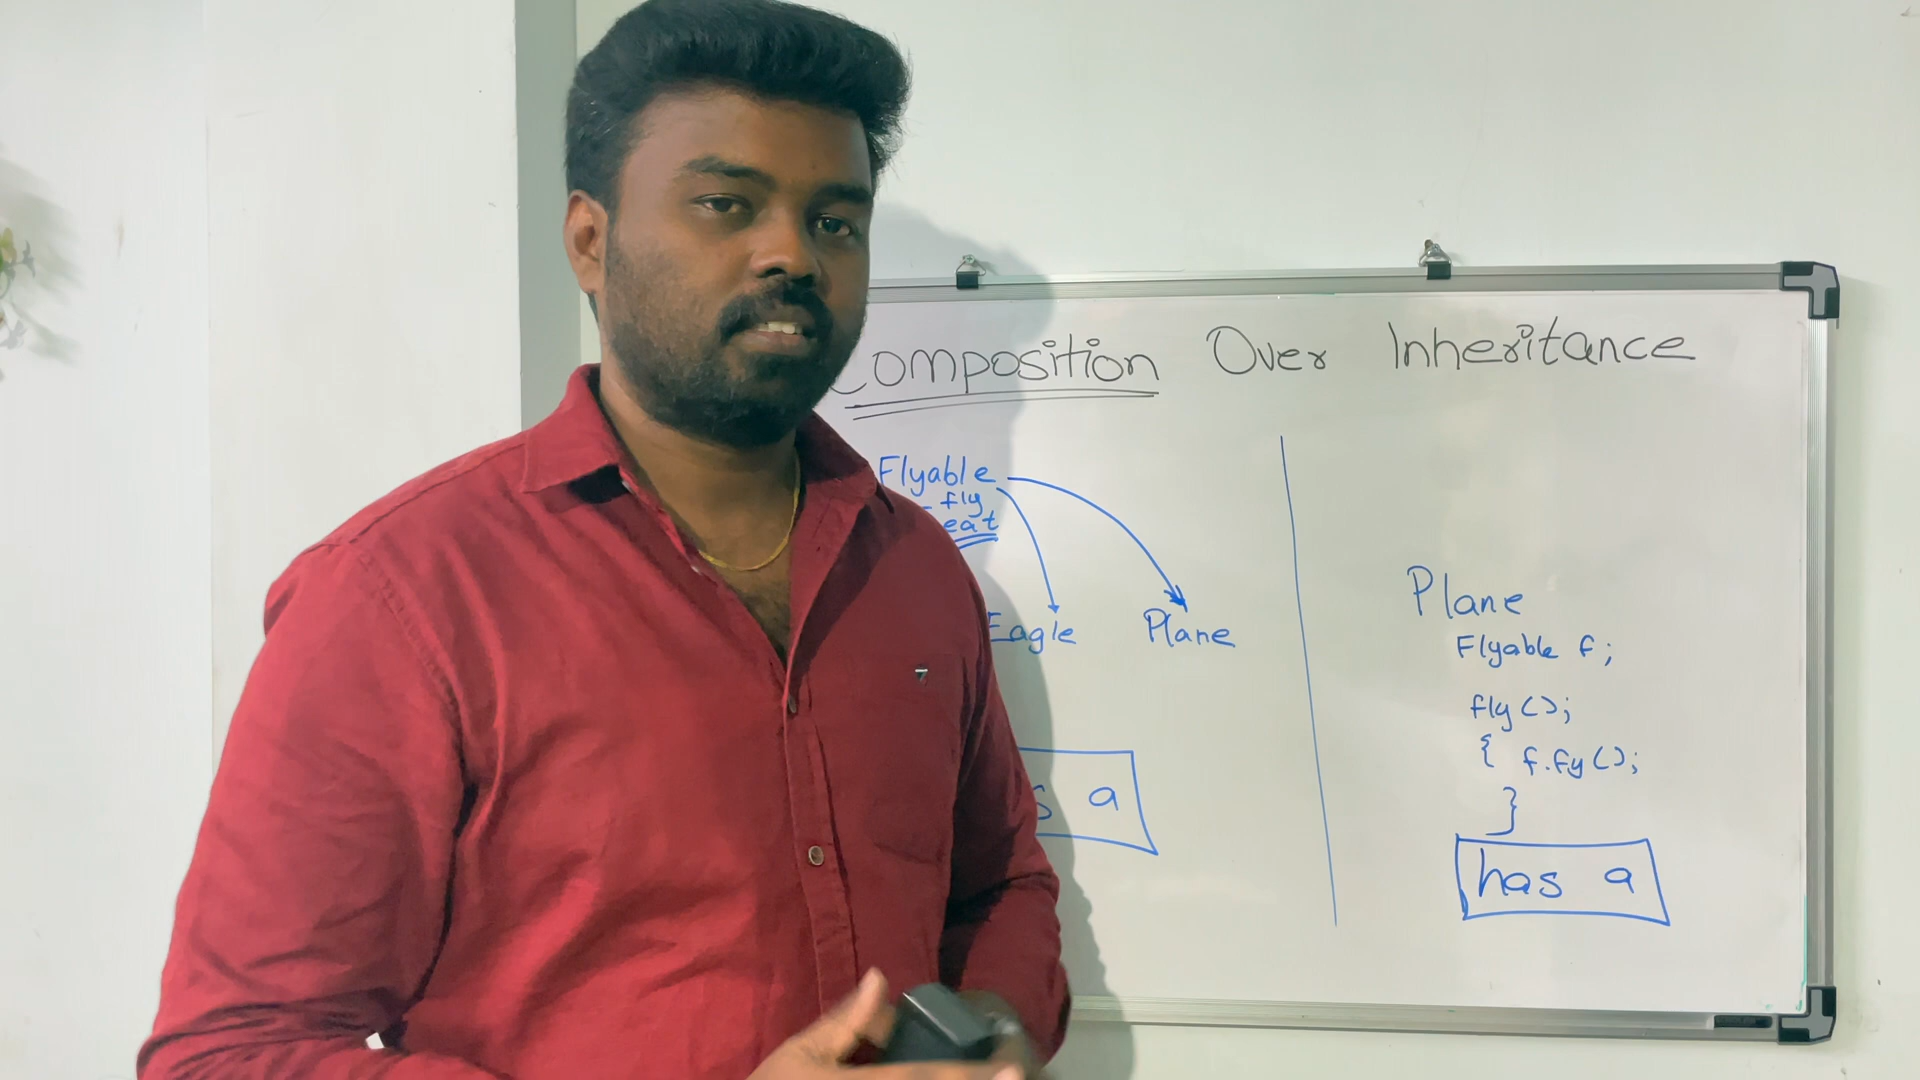 Composition Over Inheritance
Flyable
- fly
eat
Eagle Plane
s a
Plane
Flyable f;
fly();
{ f.fy();
}
has a